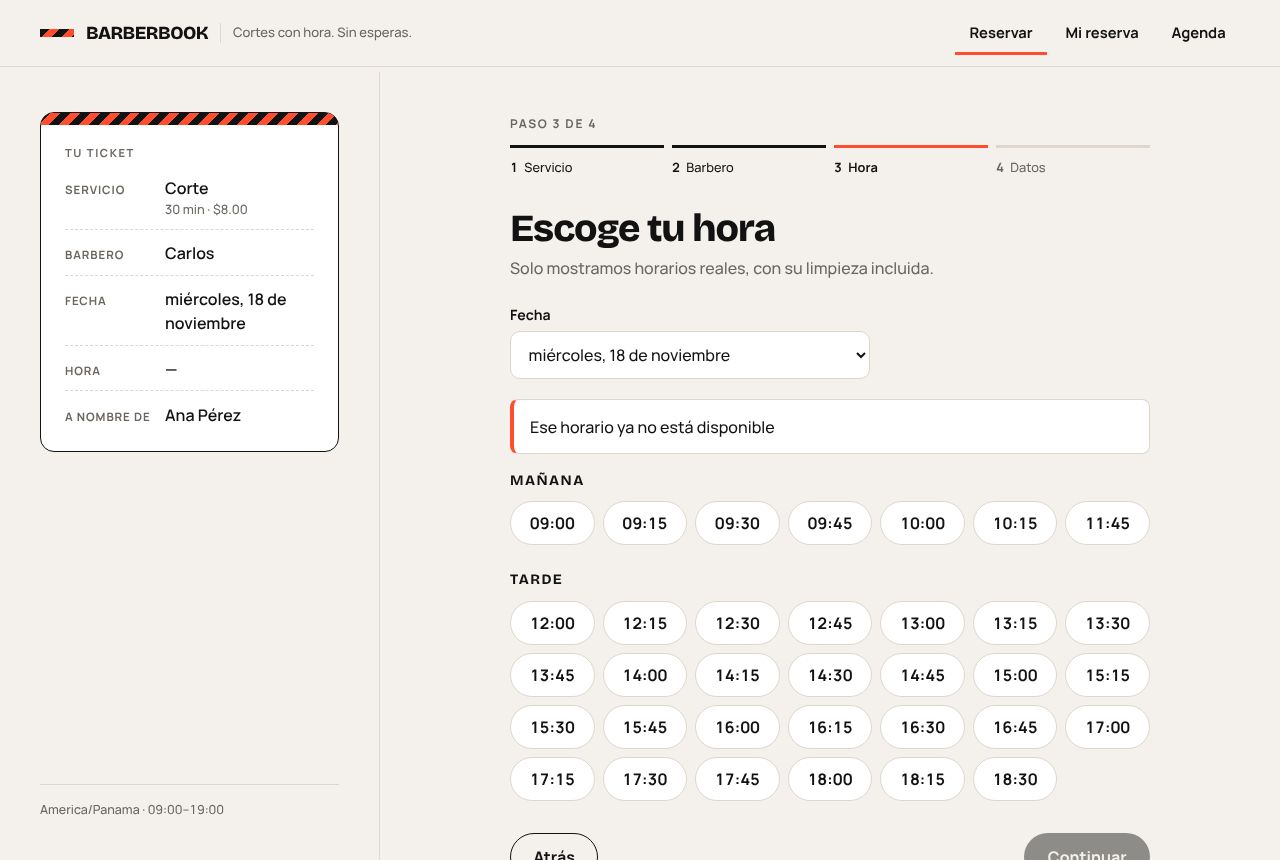 BARBERBOOK
Cortes con hora. Sin esperas.
Reservar
Mi reserva
Agenda
TU TICKET
SERVICIO
Corte
30 min · $8.00
BARBERO
Carlos
FECHA
miércoles, 18 de
noviembre
HORA
—
A NOMBRE DE
Ana Pérez
America/Panama · 09:00–19:00
PASO 3 DE 4
1 Servicio
2 Barbero
3 Hora
4 Datos
Escoge tu hora
Solo mostramos horarios reales, con su limpieza incluida.
Fecha
miércoles, 18 de noviembre
Ese horario ya no está disponible
MAÑANA
09:00 09:15 09:30 09:45 10:00 10:15 11:45
TARDE
12:00 12:15 12:30 12:45 13:00 13:15 13:30
13:45 14:00 14:15 14:30 14:45 15:00 15:15
15:30 15:45 16:00 16:15 16:30 16:45 17:00
17:15 17:30 17:45 18:00 18:15 18:30
Atrás
Continuar